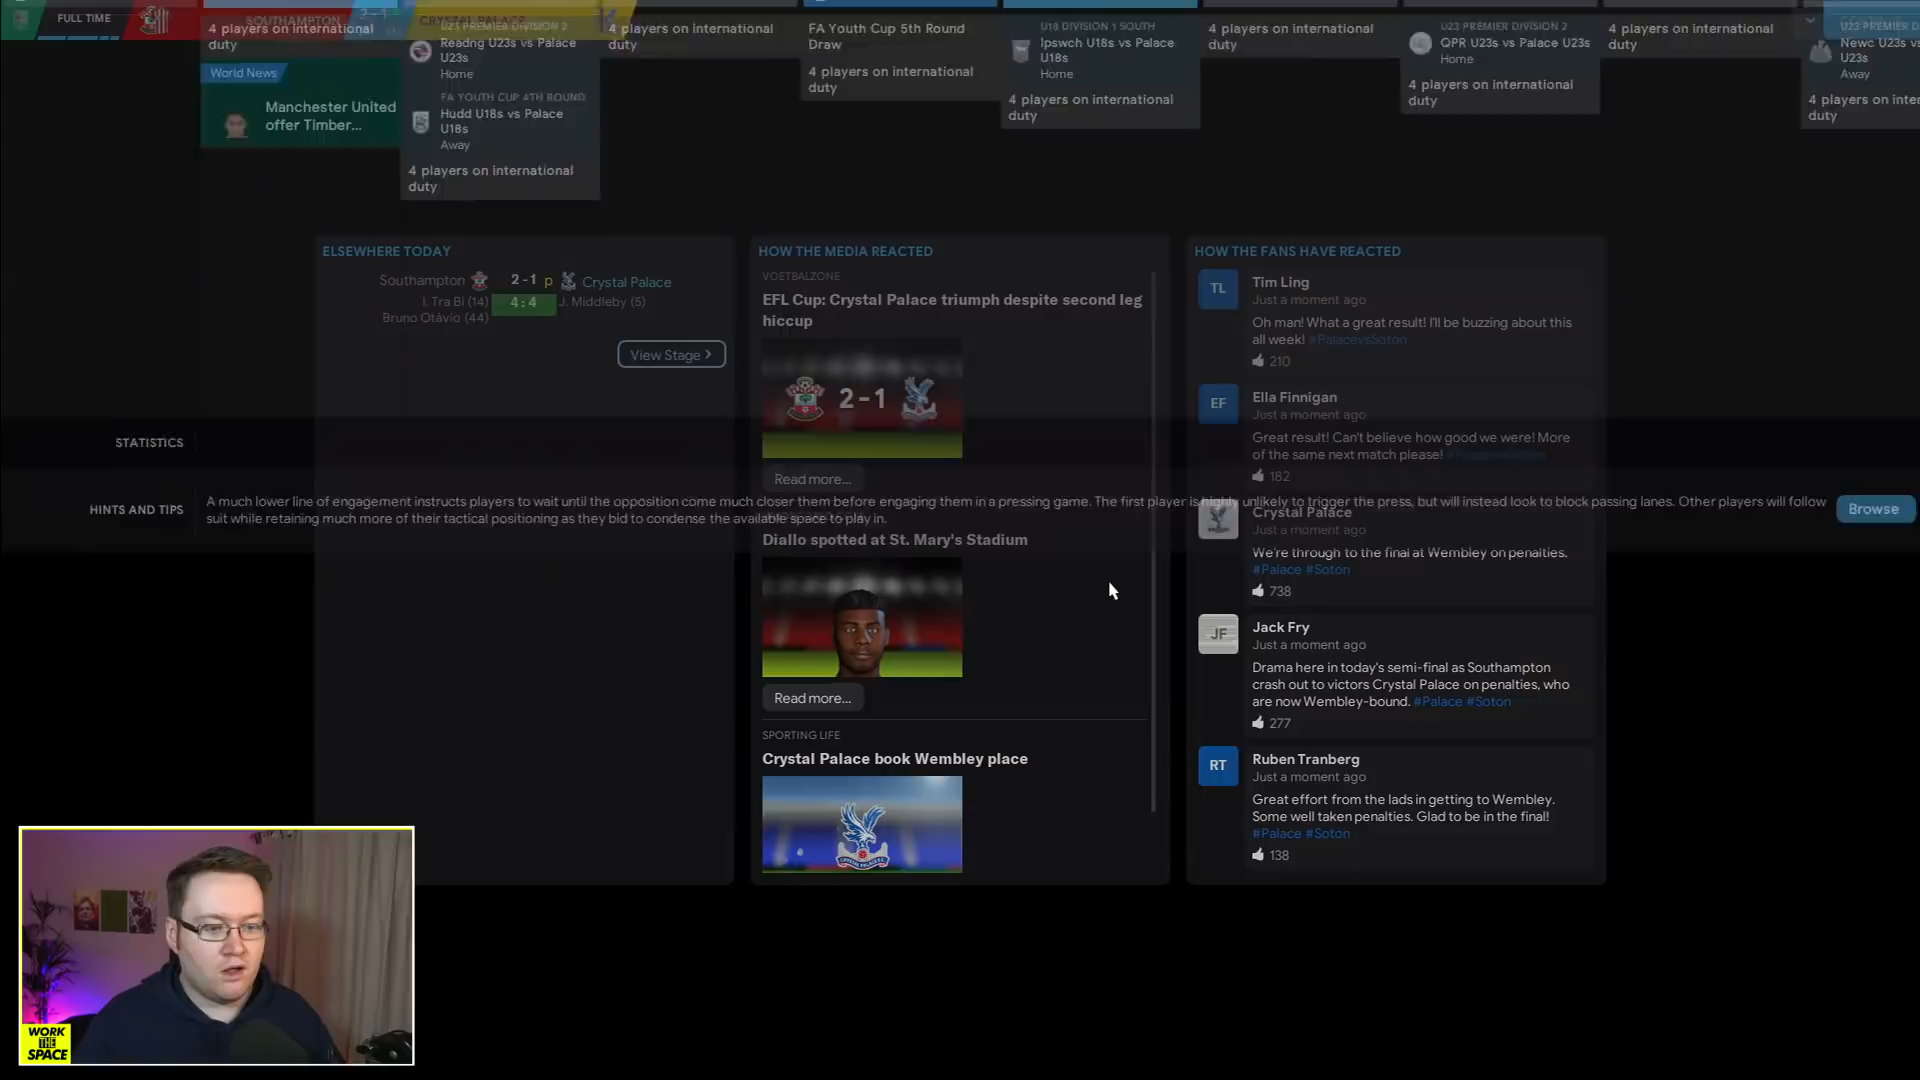 FULL TIME
SOUTHAMPTON
2-1
CRYSTAL PALACE
4 players on international
duty
World News
Manchester United
offer Timber...
U23 PREMIER DIVISION 2
Readng U23s vs Palace
U23s
Home
FA YOUTH CUP 4TH ROUND
Hudd U18s vs Palace
U18s
Away
4 players on international
duty
4 players on international
duty
FA Youth Cup 5th Round
Draw
4 players on international
duty
U18 DIVISION 1 SOUTH
Ipswch U18s vs Palace
U18s
Home
4 players on international
duty
4 players on international
duty
U23 PREMIER DIVISION 2
QPR U23s vs Palace U23s
Home
4 players on international
duty
4 players on international
duty
U23 PREMIER
Newc U23s vs
U23s
Away
4 players on inter
duty
ELSEWHERE TODAY
Southampton 2-1 p Crystal Palace
I. Tra Bi (14) 4:4 J. Middleby (5)
Bruno Otávio (44)
View Stage
HOW THE MEDIA REACTED
VOETBALZONE
EFL Cup: Crystal Palace triumph despite second leg
hiccup
2-1
Read more...
Diallo spotted at St. Mary's Stadium
Read more...
SPORTING LIFE
Crystal Palace book Wembley place
CRYSTAL PALACE F.C.
HOW THE FANS HAVE REACTED
TL
Tim Ling
Just a moment ago
Oh man! What a great result! I'll be buzzing about this
all week! #PalacevsSoton
210
EF
Ella Finnigan
Just a moment ago
Great result! Can't believe how good we were! More
of the same next match please!
182
Crystal Palace
Just a moment ago
We're through to the final at Wembley on penalties.
#Palace #Soton
738
JF
Jack Fry
Just a moment ago
Drama here in today's semi-final as Southampton
crash out to victors Crystal Palace on penalties, who
are now Wembley-bound. #Palace #Soton
277
RT
Ruben Tranberg
Just a moment ago
Great effort from the lads in getting to Wembley.
Some well taken penalties. Glad to be in the final!
#Palace #Soton
138
STATISTICS
HINTS AND TIPS
A much lower line of engagement instructs players to wait until the opposition come much closer them before engaging them in a pressing game. The first player is highly unlikely to trigger the press, but will instead look to block passing lanes. Other players will follow
suit while retaining much more of their tactical positioning as they bid to condense the available space to play in.
Browse
WORK
THE
SPACE